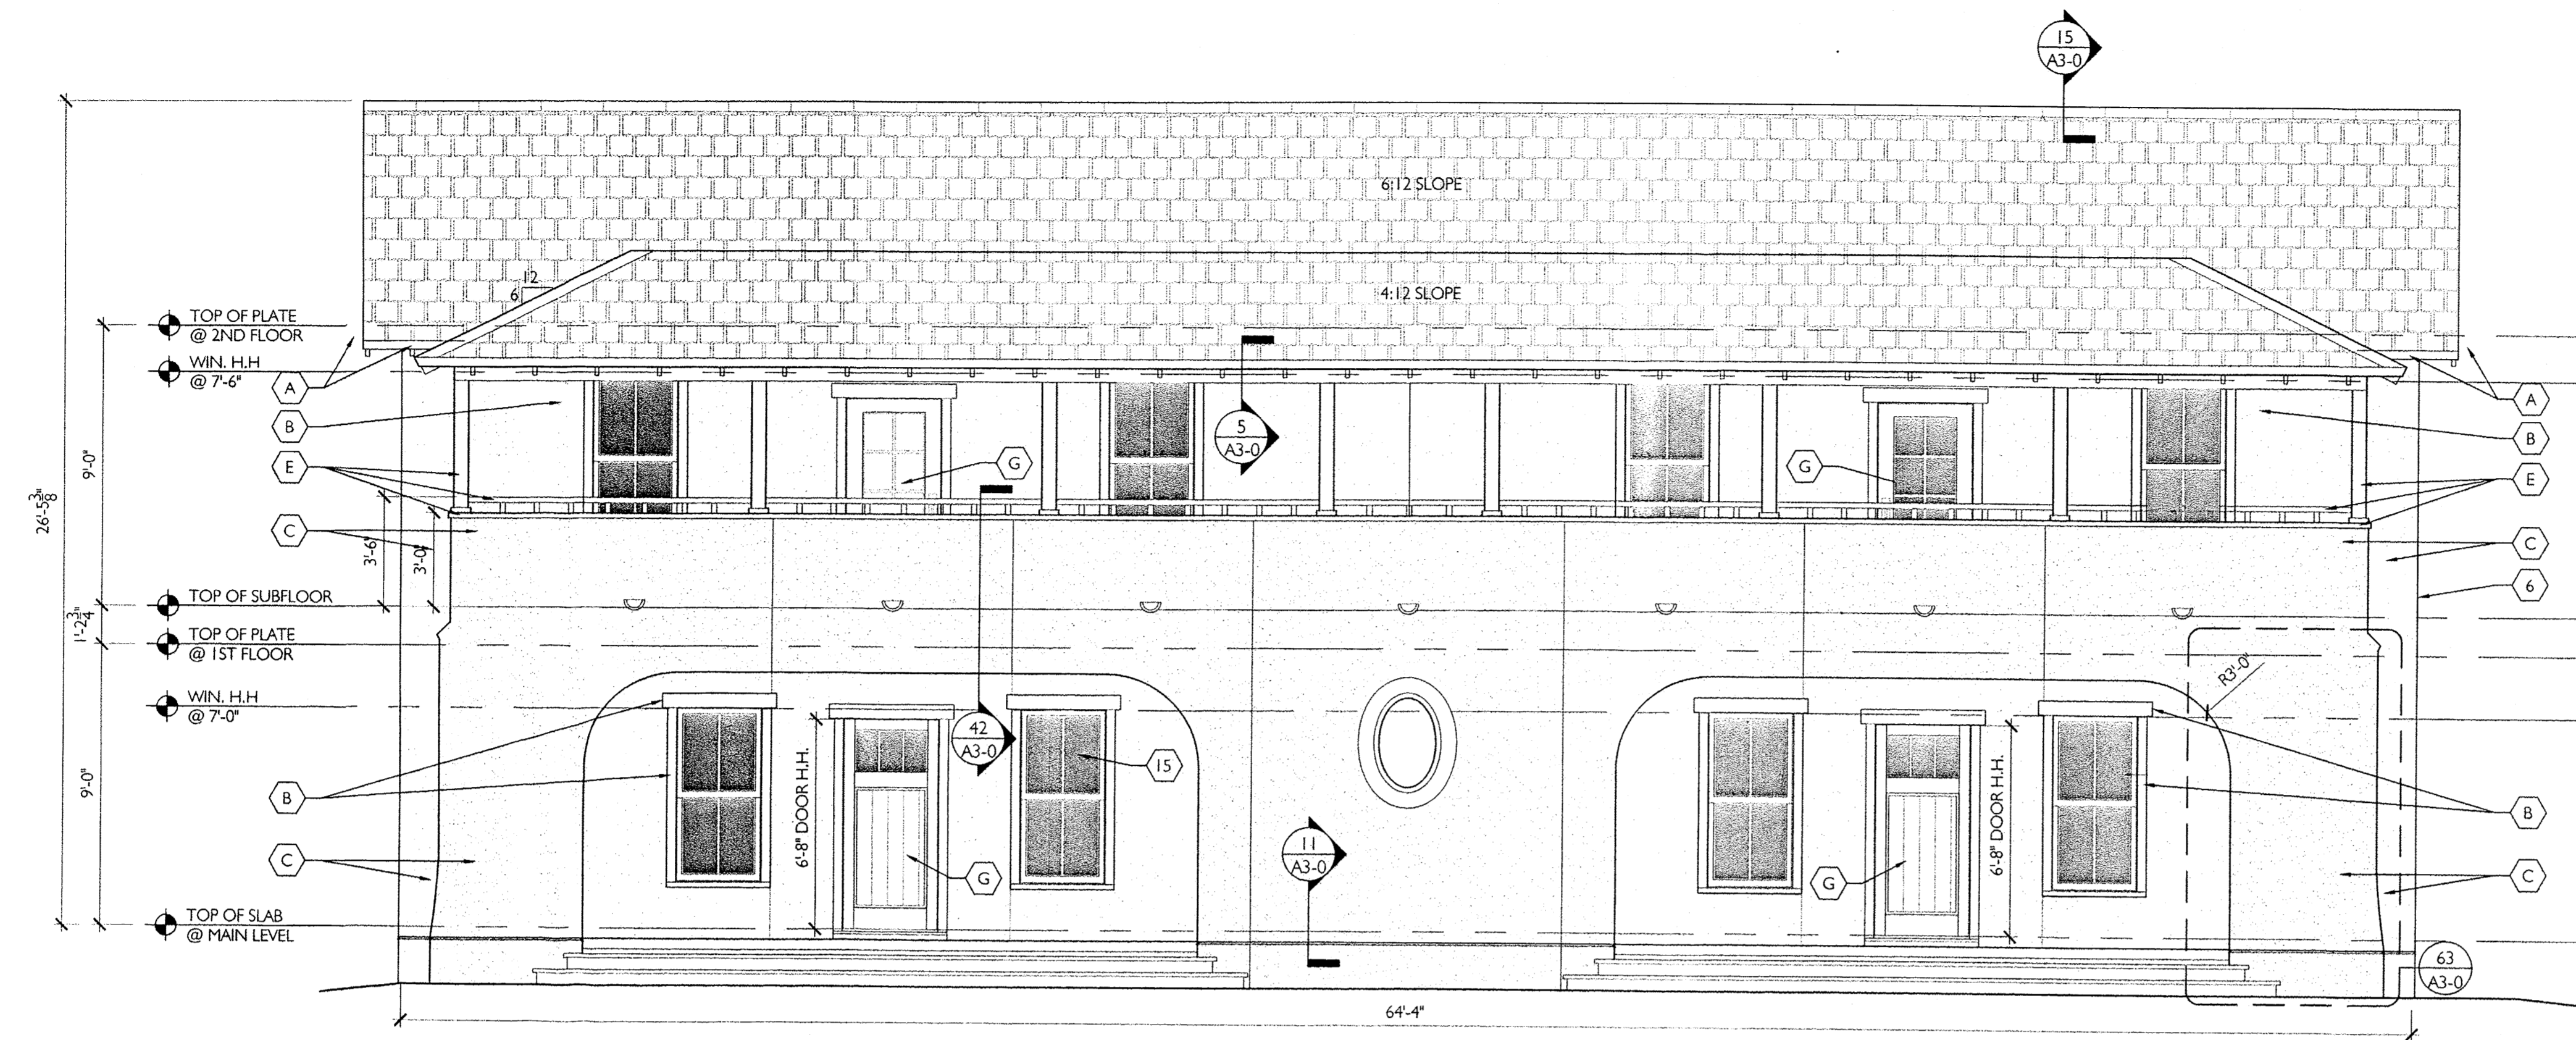 15
A3-0
6:12 SLOPE
12
6
4:12 SLOPE
TOP OF PLATE
@ 2ND FLOOR
WIN. H.H
@ 7'-6"
A
A
B
5
A3-0
B
E
G
G
E
9'-0"
26'-5 3/8"
C
3'-6"
3'-0"
C
6
TOP OF SUBFLOOR
1'-2 3/4"
TOP OF PLATE
@ 1ST FLOOR
R3'-0"
WIN. H.H
@ 7'-0"
42
A3-0
15
9'-0"
B
6'-8" DOOR H.H.
6'-8" DOOR H.H.
B
11
A3-0
C
G
G
C
TOP OF SLAB
@ MAIN LEVEL
63
A3-0
64'-4"